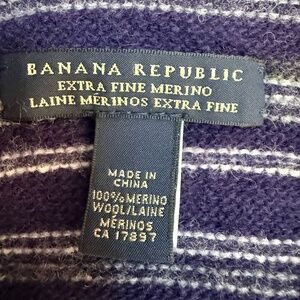 BANANA REPUBLIC
EXTRA FINE MERINO
LAINE MÉRINOS EXTRA FINE
MADE IN
CHINA
100% MERINO
WOOL/LAINE
MÉRINOS
CA 17897